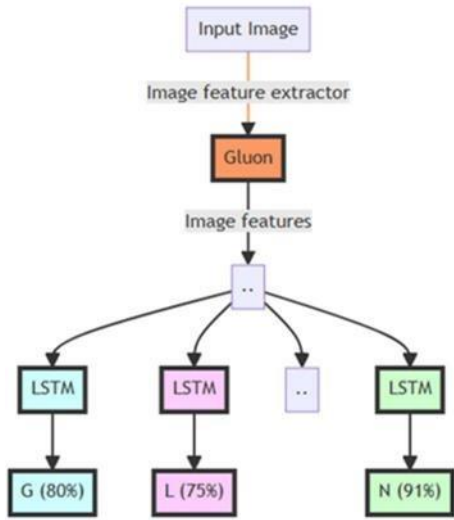 Input Image
Image feature extractor
Gluon
Image features
..
LSTM
LSTM
..
LSTM
G (80%)
L (75%)
N (91%)